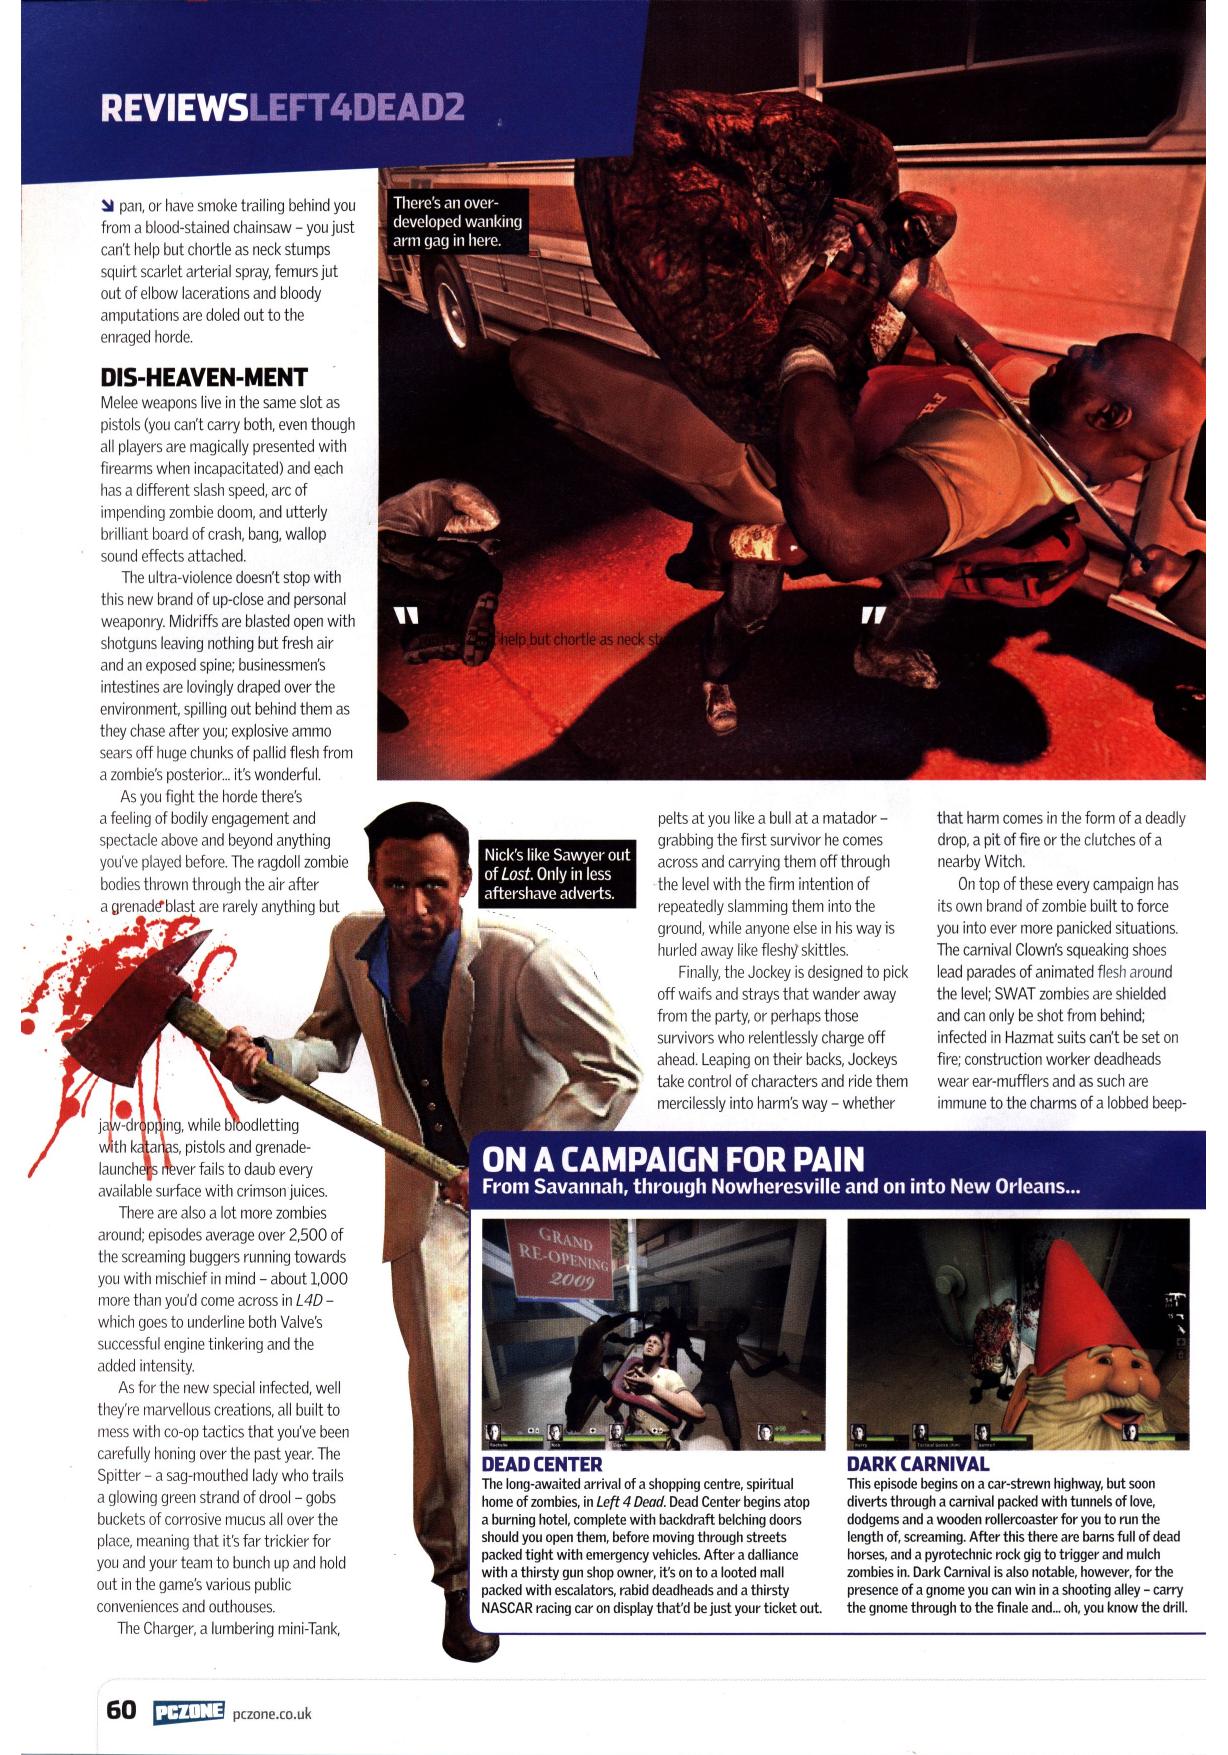 REVIEWSLEFT4DEAD2
pan, or have smoke trailing behind you
from a blood-stained chainsaw – you just
can't help but chortle as neck stumps
squirt scarlet arterial spray, femurs jut
out of elbow lacerations and bloody
amputations are doled out to the
enraged horde.
DIS-HEAVEN-MENT
Melee weapons live in the same slot as
pistols (you can't carry both, even though
all players are magically presented with
firearms when incapacitated) and each
has a different slash speed, arc of
impending zombie doom, and utterly
brilliant board of crash, bang, wallop
sound effects attached.
The ultra-violence doesn't stop with
this new brand of up-close and personal
weaponry. Midriffs are blasted open with
shotguns leaving nothing but fresh air
and an exposed spine; businessmen's
intestines are lovingly draped over the
environment, spilling out behind them as
they chase after you; explosive ammo
sears off huge chunks of pallid flesh from
a zombie's posterior... it's wonderful.
As you fight the horde there's
a feeling of bodily engagement and
spectacle above and beyond anything
you've played before. The ragdoll zombie
bodies thrown through the air after
a grenade blast are rarely anything but
jaw-dropping, while bloodletting
with katanas, pistols and grenade-
launchers never fails to daub every
available surface with crimson juices.
There are also a lot more zombies
around; episodes average over 2,500 of
the screaming buggers running towards
you with mischief in mind – about 1,000
more than you'd come across in L4D –
which goes to underline both Valve's
successful engine tinkering and the
added intensity.
As for the new special infected, well
they're marvellous creations, all built to
mess with co-op tactics that you've been
carefully honing over the past year. The
Spitter – a sag-mouthed lady who trails
a glowing green strand of drool – gobs
buckets of corrosive mucus all over the
place, meaning that it's far trickier for
you and your team to bunch up and hold
out in the game's various public
conveniences and outhouses.
The Charger, a lumbering mini-Tank,
There's an over-
developed wanking
arm gag in here.
" help but chortle as neck "
Nick's like Sawyer out
of Lost. Only in less
aftershave adverts.
pelts at you like a bull at a matador –
grabbing the first survivor he comes
across and carrying them off through
the level with the firm intention of
repeatedly slamming them into the
ground, while anyone else in his way is
hurled away like fleshy skittles.
Finally, the Jockey is designed to pick
off waifs and strays that wander away
from the party, or perhaps those
survivors who relentlessly charge off
ahead. Leaping on their backs, Jockeys
take control of characters and ride them
mercilessly into harm's way – whether
that harm comes in the form of a deadly
drop, a pit of fire or the clutches of a
nearby Witch.
On top of these every campaign has
its own brand of zombie built to force
you into ever more panicked situations.
The carnival Clown's squeaking shoes
lead parades of animated flesh around
the level; SWAT zombies are shielded
and can only be shot from behind;
infected in Hazmat suits can't be set on
fire; construction worker deadheads
wear ear-mufflers and as such are
immune to the charms of a lobbed beep-
ON A CAMPAIGN FOR PAIN
From Savannah, through Nowheresville and on into New Orleans...
GRAND
RE-OPENING
2009
DEAD CENTER
The long-awaited arrival of a shopping centre, spiritual
home of zombies, in Left 4 Dead. Dead Center begins atop
a burning hotel, complete with backdraft belching doors
should you open them, before moving through streets
packed tight with emergency vehicles. After a dalliance
with a thirsty gun shop owner, it's on to a looted mall
packed with escalators, rabid deadheads and a thirsty
NASCAR racing car on display that'd be just your ticket out.
DARK CARNIVAL
This episode begins on a car-strewn highway, but soon
diverts through a carnival packed with tunnels of love,
dodgems and a wooden rollercoaster for you to run the
length of, screaming. After this there are barns full of dead
horses, and a pyrotechnic rock gig to trigger and mulch
zombies in. Dark Carnival is also notable, however, for the
presence of a gnome you can win in a shooting alley – carry
the gnome through to the finale and... oh, you know the drill.
60 PCZONE pczone.co.uk